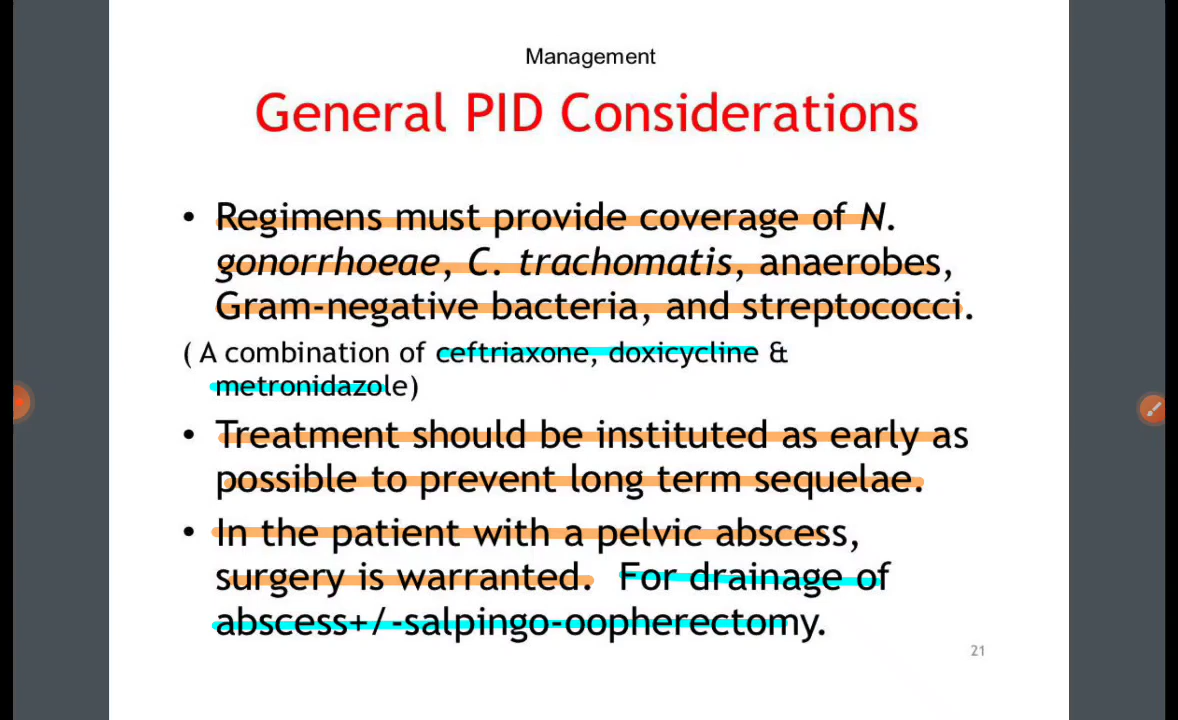 Management
General PID Considerations
• Regimens must provide coverage of N.
gonorrhoeae, C. trachomatis, anaerobes,
Gram-negative bacteria, and streptococci.
( A combination of ceftriaxone, doxicycline &
metronidazole)
• Treatment should be instituted as early as
possible to prevent long term sequelae.
• In the patient with a pelvic abscess,
surgery is warranted. For drainage of
abscess+/-salpingo-oopherectomy.
21